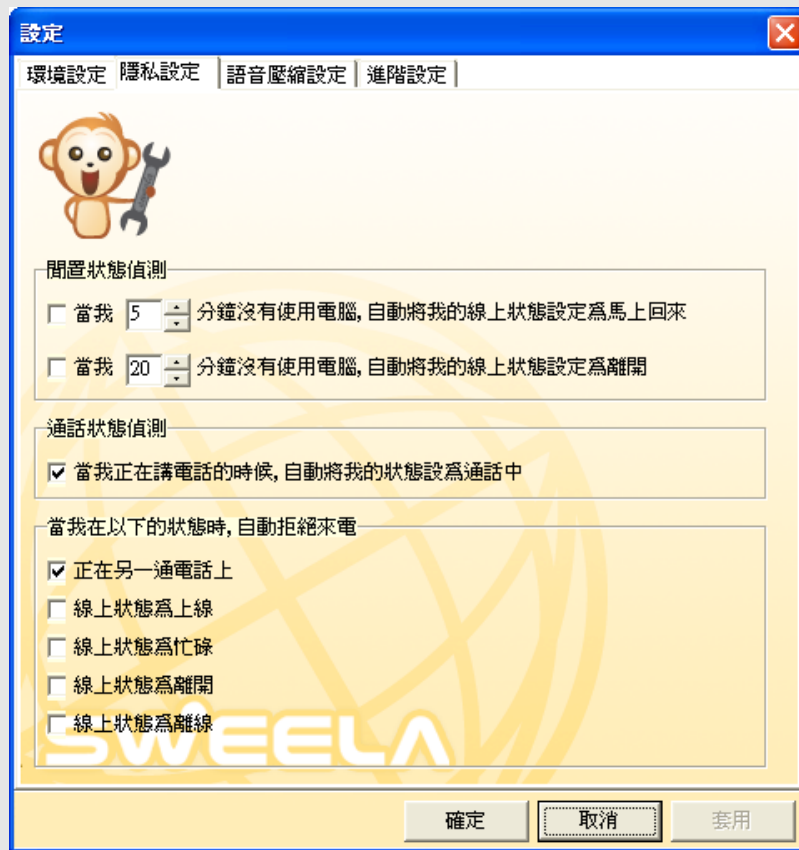 設定
環境設定 隱私設定 語音壓縮設定 進階設定
閒置狀態偵測
當我 5 分鐘沒有使用電腦, 自動將我的線上狀態設定為馬上回來
當我 20 分鐘沒有使用電腦, 自動將我的線上狀態設定為離開
通話狀態偵測
當我正在講電話的時候, 自動將我的狀態設為通話中
當我在以下的狀態時, 自動拒絕來電
正在另一通電話上
線上狀態為上線
線上狀態為忙碌
線上狀態為離開
線上狀態為離線
SWEELA
確定 取消 套用